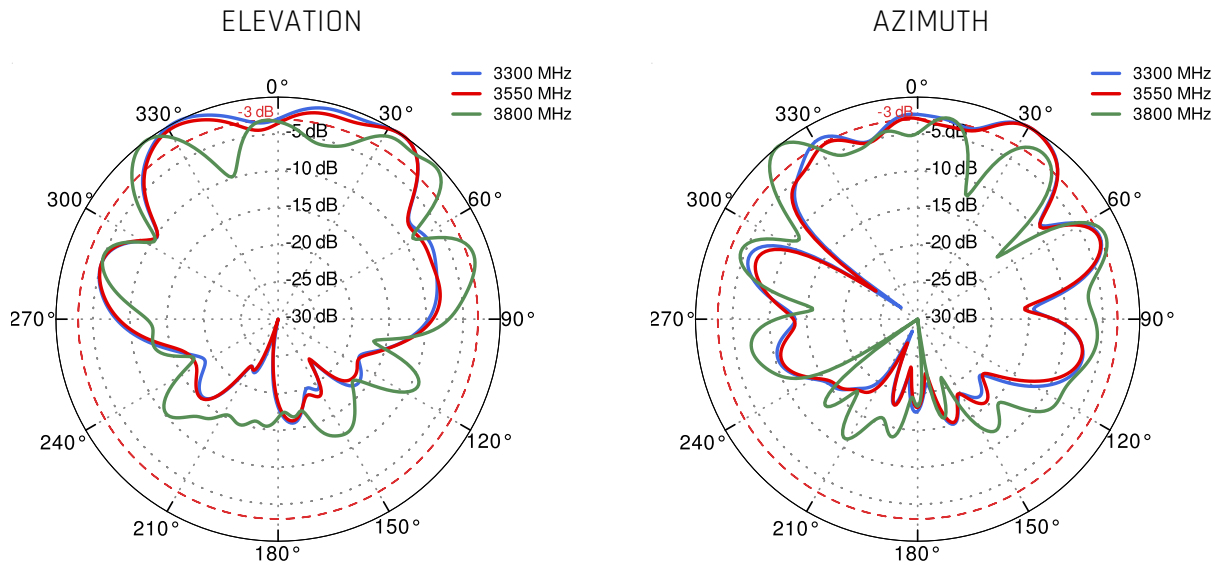 ELEVATION
3300 MHz
3550 MHz
3800 MHz
0°
-3 dB
330°
30°
-5 dB
-10 dB
300°
60°
-15 dB
-20 dB
-25 dB
270°
-30 dB
90°
240°
120°
210°
150°
180°
AZIMUTH
3300 MHz
3550 MHz
3800 MHz
0°
-3 dB
330°
30°
-5 dB
-10 dB
300°
60°
-15 dB
-20 dB
-25 dB
270°
-30 dB
90°
240°
120°
210°
150°
180°